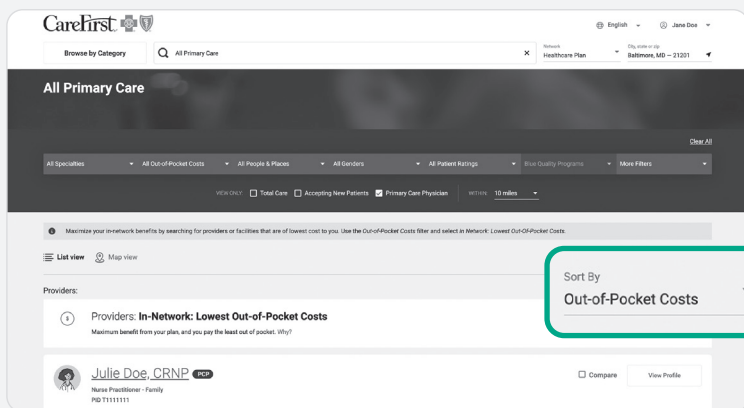 CareFirst
English
Jane Doe
Browse by Category
All Primary Care
Network
Healthcare Plan
City, state or zip
Baltimore, MD – 21201
All Primary Care
Clear All
All Specialties
All Out-of-Pocket Costs
All People & Places
All Genders
All Patient Ratings
Blue Quality Programs
More Filters
VIEW ONLY: Total Care Accepting New Patients Primary Care Physician WITHIN: 10 miles
Maximize your in-network benefits by searching for providers or facilities that are of lowest cost to you. Use the Out-of-Pocket Costs filter and select In Network: Lowest Out-Of-Pocket Costs.
List view Map view
Sort By
Out-of-Pocket Costs
Providers:
$ Providers: In-Network: Lowest Out-of-Pocket Costs
Maximum benefit from your plan, and you pay the least out of pocket. Why?
Julie Doe, CRNP PCP
Compare
View Profile
Nurse Practitioner - Family
PID T1111111